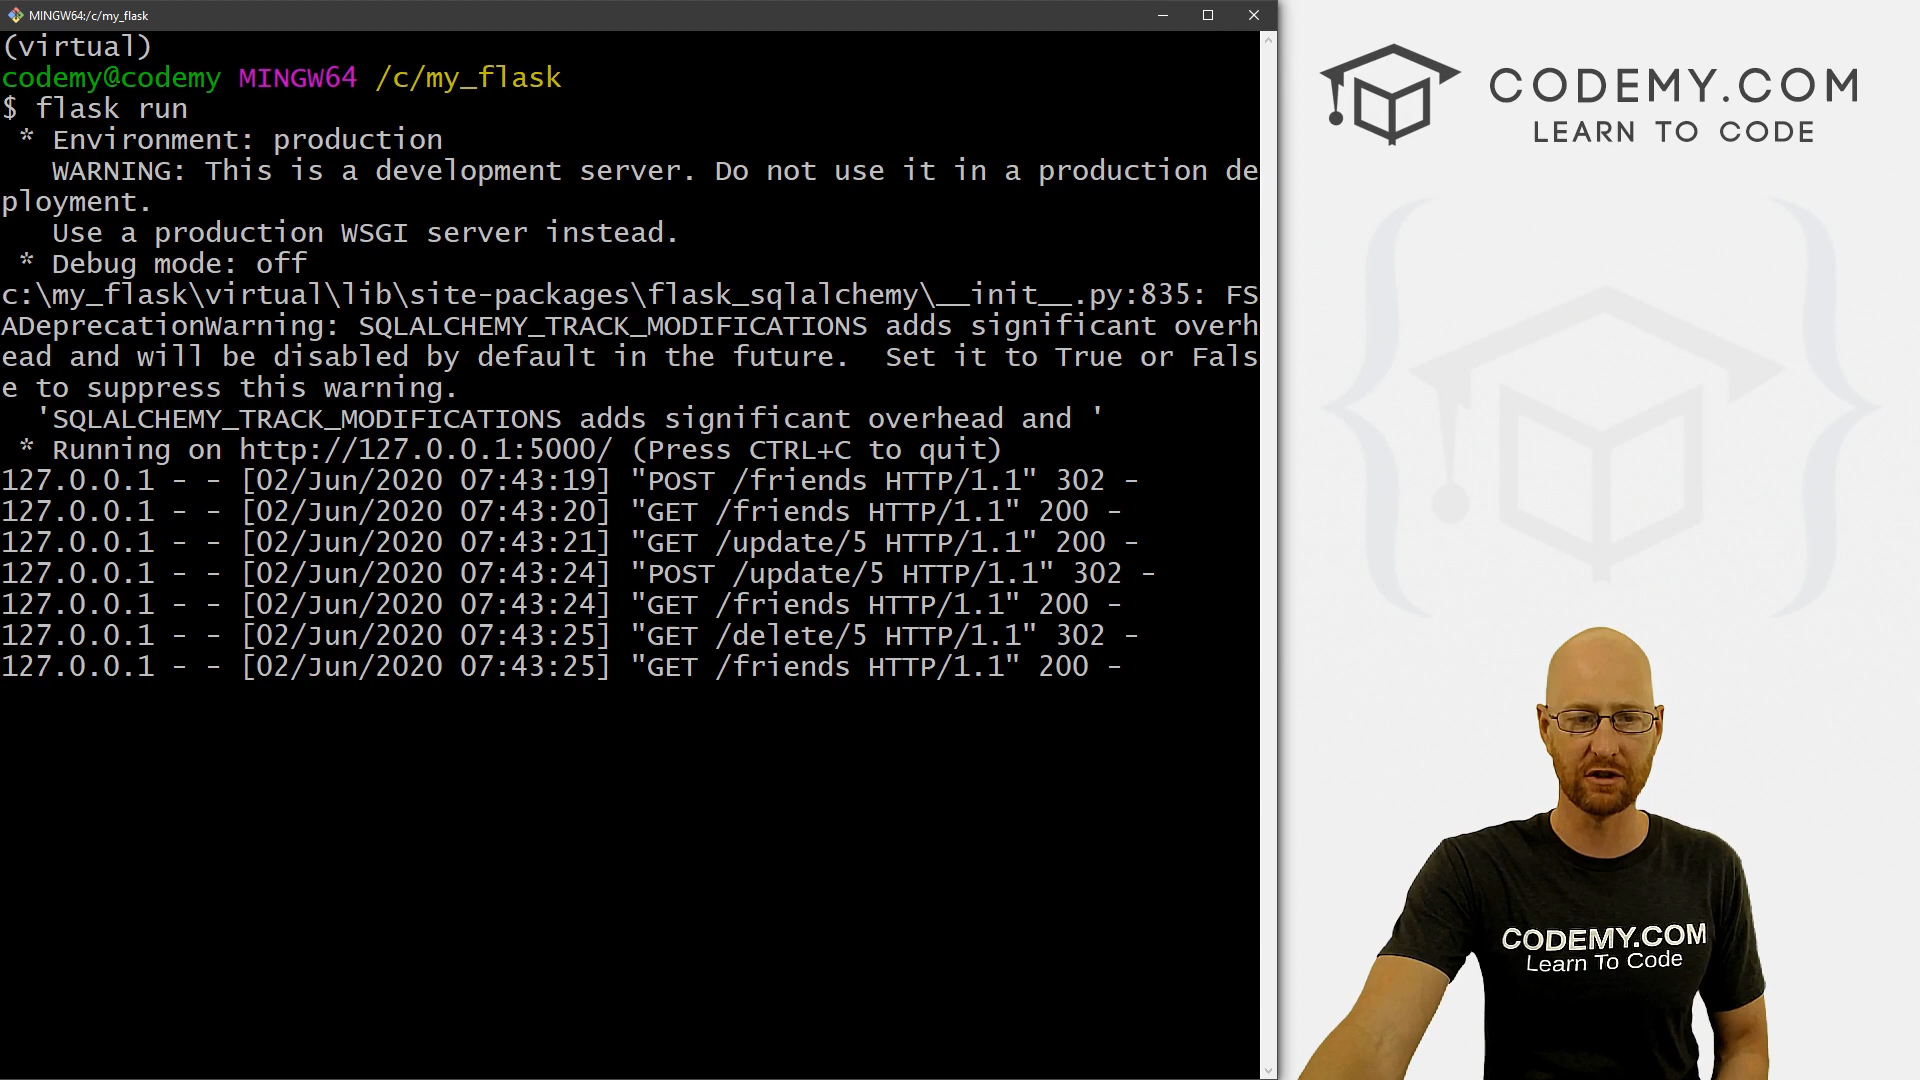 MINGW64:/c/my_flask
(virtual)
codemy@codemy MINGW64 /c/my_flask
$ flask run
 * Environment: production
   WARNING: This is a development server. Do not use it in a production de
ployment.
   Use a production WSGI server instead.
 * Debug mode: off
c:\my_flask\virtual\lib\site-packages\flask_sqlalchemy\__init__.py:835: FS
ADeprecationWarning: SQLALCHEMY_TRACK_MODIFICATIONS adds significant overh
ead and will be disabled by default in the future.  Set it to True or Fals
e to suppress this warning.
  'SQLALCHEMY_TRACK_MODIFICATIONS adds significant overhead and '
 * Running on http://127.0.0.1:5000/ (Press CTRL+C to quit)
127.0.0.1 - - [02/Jun/2020 07:43:19] "POST /friends HTTP/1.1" 302 -
127.0.0.1 - - [02/Jun/2020 07:43:20] "GET /friends HTTP/1.1" 200 -
127.0.0.1 - - [02/Jun/2020 07:43:21] "GET /update/5 HTTP/1.1" 200 -
127.0.0.1 - - [02/Jun/2020 07:43:24] "POST /update/5 HTTP/1.1" 302 -
127.0.0.1 - - [02/Jun/2020 07:43:24] "GET /friends HTTP/1.1" 200 -
127.0.0.1 - - [02/Jun/2020 07:43:25] "GET /delete/5 HTTP/1.1" 302 -
127.0.0.1 - - [02/Jun/2020 07:43:25] "GET /friends HTTP/1.1" 200 -
CODEMY.COM
LEARN TO CODE
CODEMY.COM
Learn To Code